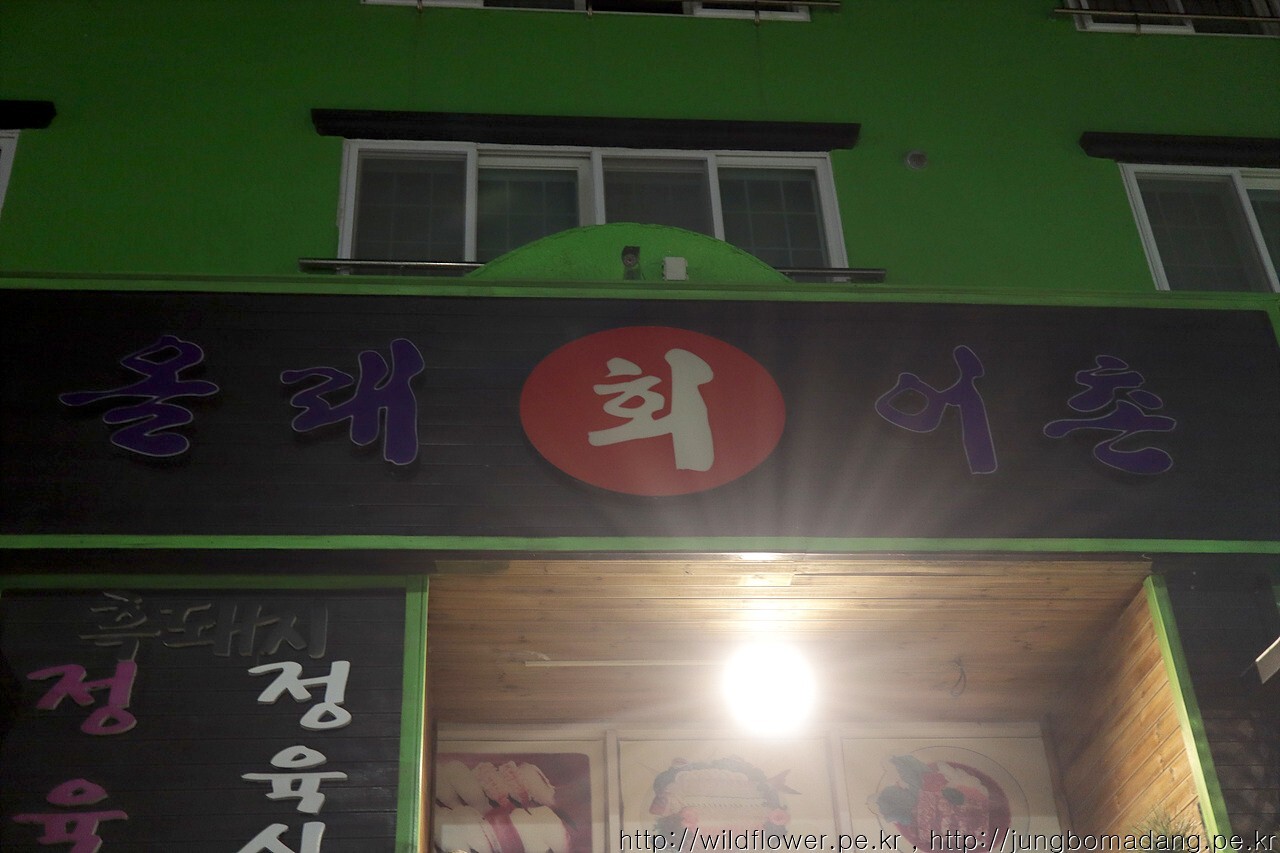 올래 회 어촌
흑돼지
정육
정육식
http://wildflower.pe.kr , http://jungbomadang.pe.kr